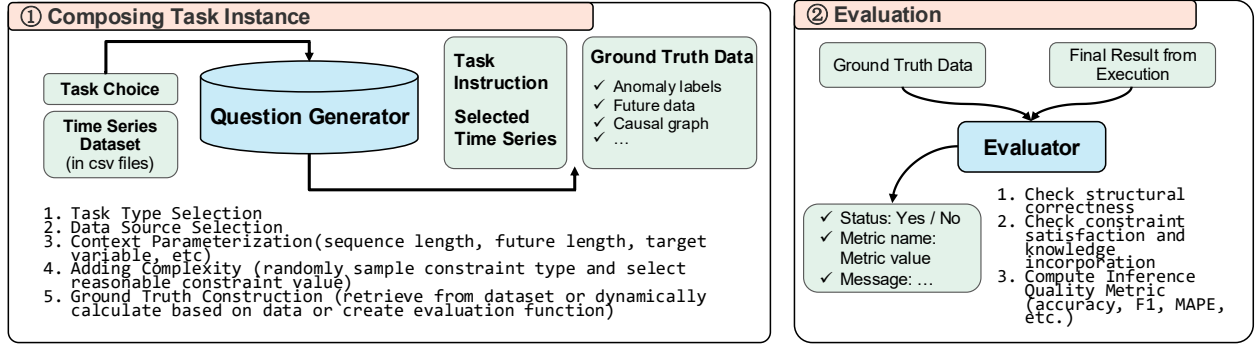 ① Composing Task Instance
Task Choice
Time Series
Dataset
(in csv files)
Question Generator
Task
Instruction
Selected
Time Series
Ground Truth Data
✓ Anomaly labels
✓ Future data
✓ Causal graph
✓ …
1. Task Type Selection
2. Data Source Selection
3. Context Parameterization(sequence length, future length, target
variable, etc)
4. Adding Complexity (randomly sample constraint type and select
reasonable constraint value)
5. Ground Truth Construction (retrieve from dataset or dynamically
calculate based on data or create evaluation function)
② Evaluation
Ground Truth Data
Final Result from
Execution
Evaluator
✓ Status: Yes / No
✓ Metric name:
Metric value
✓ Message: …
1. Check structural
correctness
2. Check constraint
satisfaction and
knowledge
incorporation
3. Compute Inference
Quality Metric
(accuracy, F1, MAPE,
etc.)